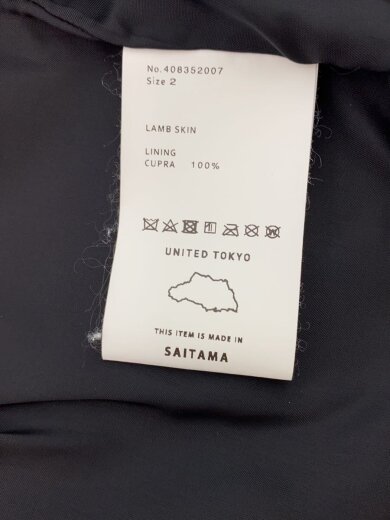 No.408352007
Size 2
LAMB SKIN
LINING
CUPRA 100%
UNITED TOKYO
THIS ITEM IS MADE IN
SAITAMA